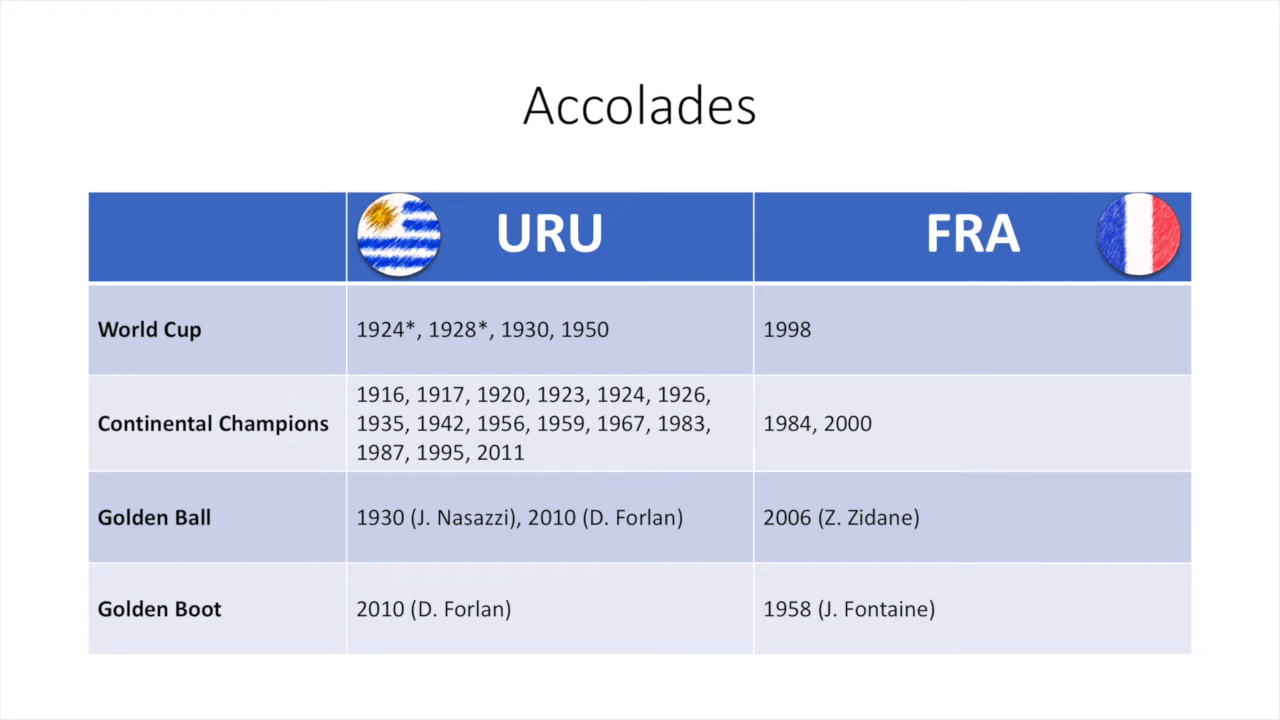 Accolades
URU FRA
World Cup 1924*, 1928*, 1930, 1950 1998
1916, 1917, 1920, 1923, 1924, 1926,
Continental Champions 1935, 1942, 1956, 1959, 1967, 1983, 1984, 2000
1987, 1995, 2011
Golden Ball 1930 (J. Nasazzi), 2010 (D. Forlan) 2006 (Z. Zidane)
Golden Boot 2010 (D. Forlan) 1958 (J. Fontaine)